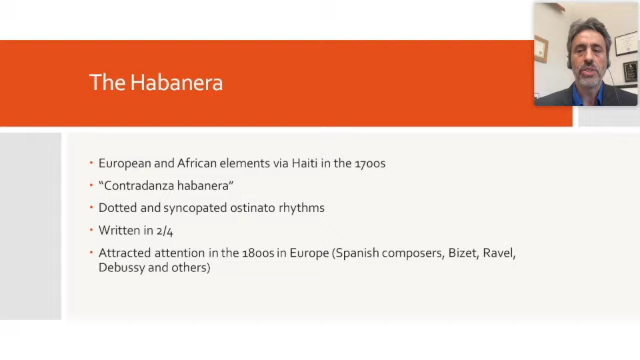 The Habanera
• European and African elements via Haiti in the 1700s
• “Contradanza habanera”
• Dotted and syncopated ostinato rhythms
• Written in 2/4
• Attracted attention in the 1800s in Europe (Spanish composers, Bizet, Ravel,
Debussy and others)